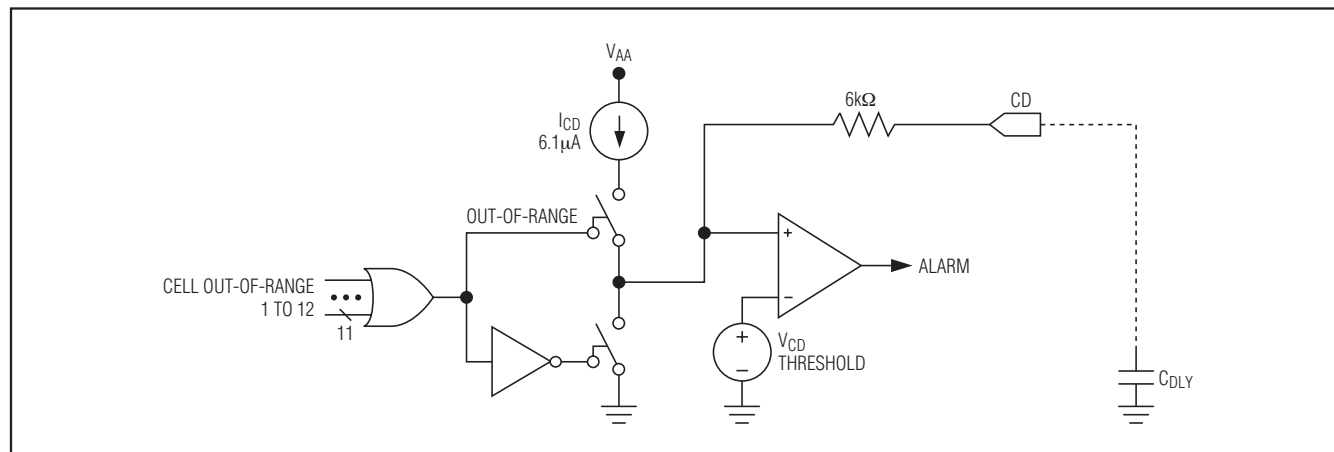 VAA
6kΩ
CD
ICD
6.1µA
OUT-OF-RANGE
+
ALARM
CELL OUT-OF-RANGE
1 TO 12
11
−
+
−
VCD
THRESHOLD
CDLY